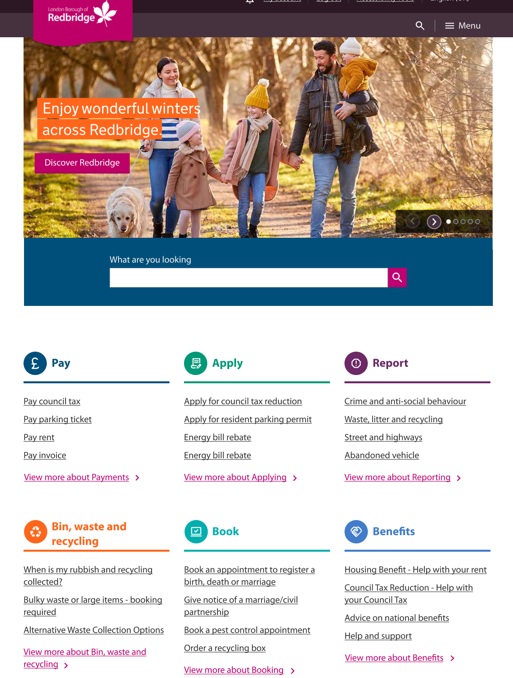 London Borough of
Redbridge
Menu
Enjoy wonderful winters
across Redbridge.
Discover Redbridge
What are you looking
Pay
Pay council tax
Pay parking ticket
Pay rent
Pay invoice
View more about Payments
Apply
Apply for council tax reduction
Apply for resident parking permit
Energy bill rebate
Energy bill rebate
View more about Applying
Report
Crime and anti-social behaviour
Waste, litter and recycling
Street and highways
Abandoned vehicle
View more about Reporting
Bin, waste and
recycling
When is my rubbish and recycling
collected?
Bulky waste or large items - booking
required
Alternative Waste Collection Options
View more about Bin, waste and
recycling
Book
Book an appointment to register a
birth, death or marriage
Give notice of a marriage/civil
partnership
Book a pest control appointment
Order a recycling box
View more about Booking
Benefits
Housing Benefit - Help with your rent
Council Tax Reduction - Help with
your Council Tax
Advice on national benefits
Help and support
View more about Benefits